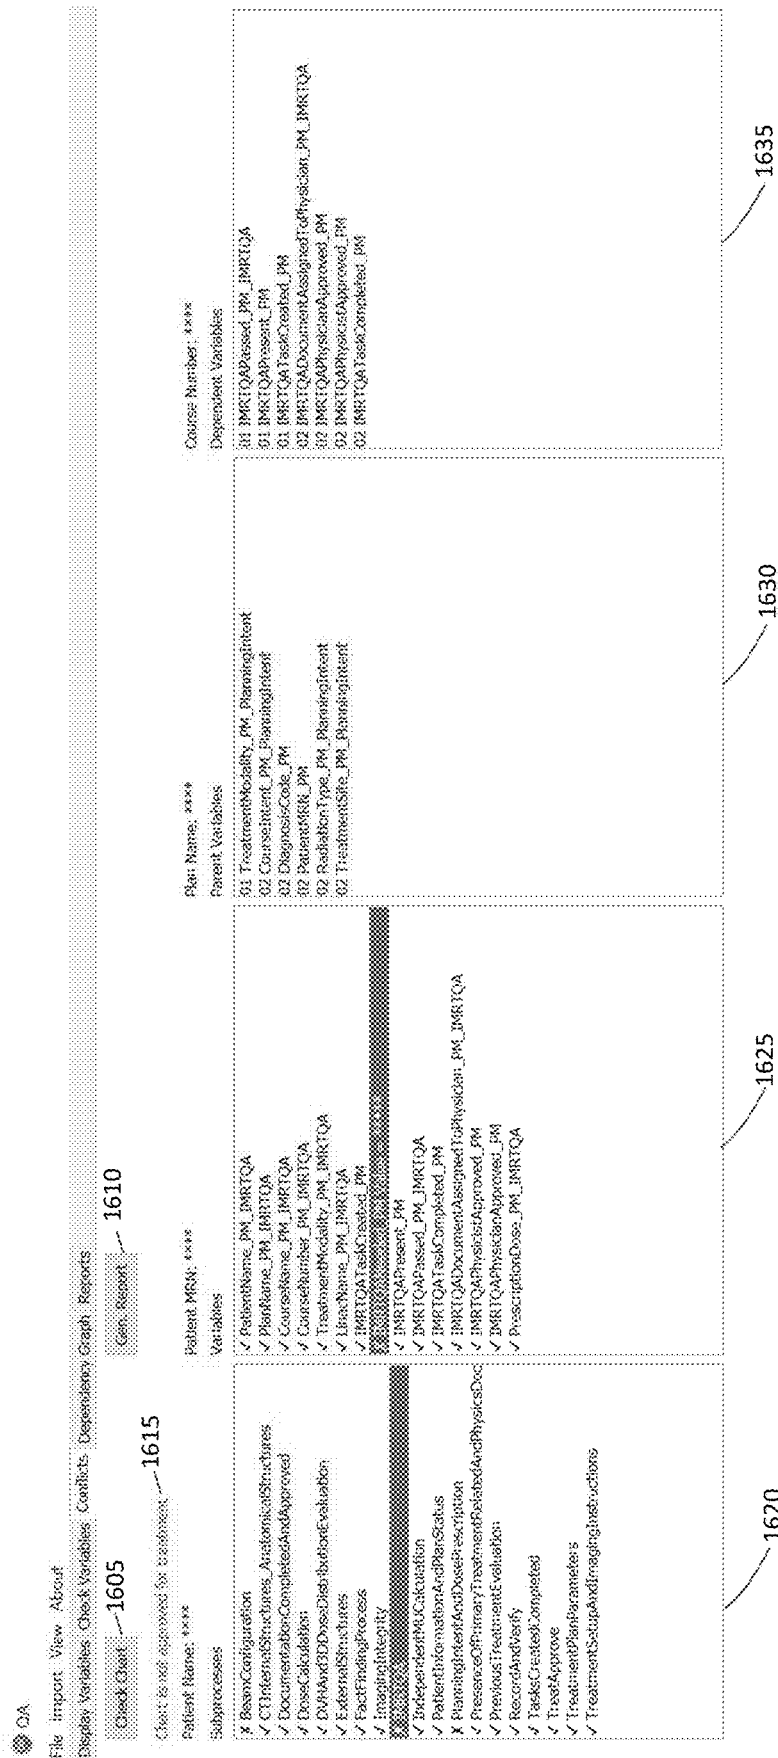 QA
File Import View About
Display Variables Check Variables Conflicts Dependency Graph Reports
Check Chart
1605
Gen. Report
1610
Client is not approved for treatment
1615
Patient Name: ****
Patient MRN: ****
Plan Name: ****
Course Number: ****
Subprocesses
Variables
Parent Variables
Dependent Variables
✗ BeamConfiguration
✓ CTInternalStructures_AnatomicalStructures
✓ DocumentationCompletedAndApproved
✓ DoseCalculation
✓ DVHAnd3DDoseDistributionEvaluation
✓ ExternalStructures
✓ FactFindingProcess
✓ ImagingIntegrity
✓ IndependentMUCalculation
✓ PatientInformationAndPlanStatus
✗ PlanningIntentAndDosePrescription
✓ PresenceOfPrimaryTreatmentRelatedAndPhysicsDoc
✓ PreviousTreatmentEvaluation
✓ RecordAndVerify
✓ TasksCreatedCompleted
✓ TreatApprove
✓ TreatmentPlanParameters
✓ TreatmentSetupAndImagingInstructions
1620
✓ PatientName_PM_IMRTQA
✓ PlanName_PM_IMRTQA
✓ CourseName_PM_IMRTQA
✓ CourseNumber_PM_IMRTQA
✓ TreatmentModality_PM_IMRTQA
✓ LinacName_PM_IMRTQA
✓ IMRTQATaskCreated_PM
✓ IMRTQAPresent_PM
✓ IMRTQAPassed_PM_IMRTQA
✓ IMRTQATaskCompleted_PM
✓ IMRTQADocumentAssignedToPhysician_PM_IMRTQA
✓ IMRTQAPhysicistApproved_PM
✓ IMRTQAPhysicianApproved_PM
✓ PrescriptionDose_PM_IMRTQA
1625
01 TreatmentModality_PM_PlanningIntent
02 CourseIntent_PM_PlanningIntent
02 DiagnosisCode_PM
02 PatientMRN_PM
02 RadiationType_PM_PlanningIntent
02 TreatmentSite_PM_PlanningIntent
1630
01 IMRTQAPassed_PM_IMRTQA
01 IMRTQAPresent_PM
01 IMRTQATaskCreated_PM
02 IMRTQADocumentAssignedToPhysician_PM_IMRTQA
02 IMRTQAPhysicianApproved_PM
02 IMRTQAPhysicistApproved_PM
02 IMRTQATaskCompleted_PM
1635